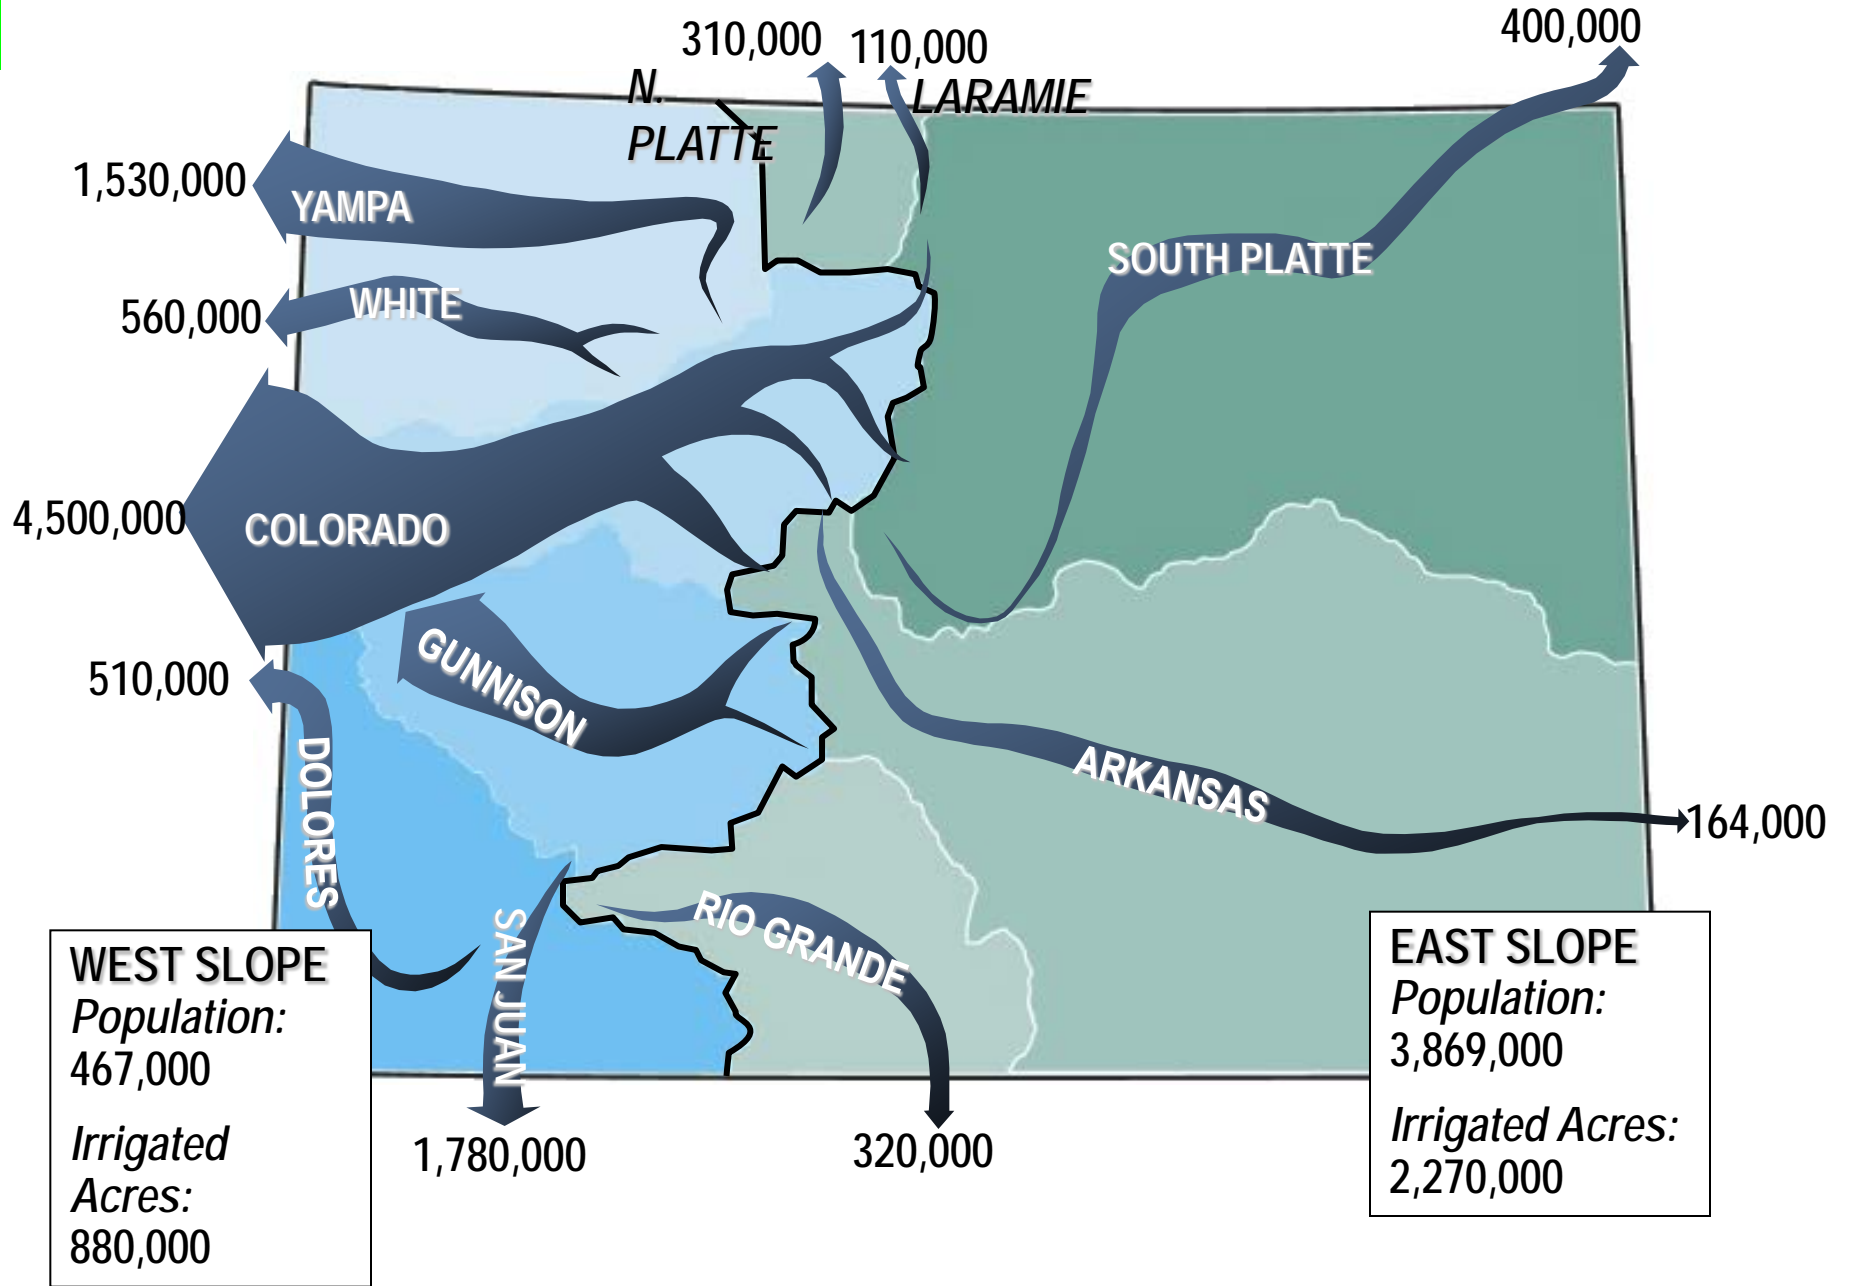 310,000
110,000
400,000
N.
PLATTE
LARAMIE
1,530,000
YAMPA
SOUTH PLATTE
560,000
WHITE
4,500,000
COLORADO
510,000
GUNNISON
DOLORES
ARKANSAS
164,000
SAN JUAN
RIO GRANDE
WEST SLOPE
Population:
467,000
Irrigated
Acres:
880,000
EAST SLOPE
Population:
3,869,000
Irrigated Acres:
2,270,000
1,780,000
320,000